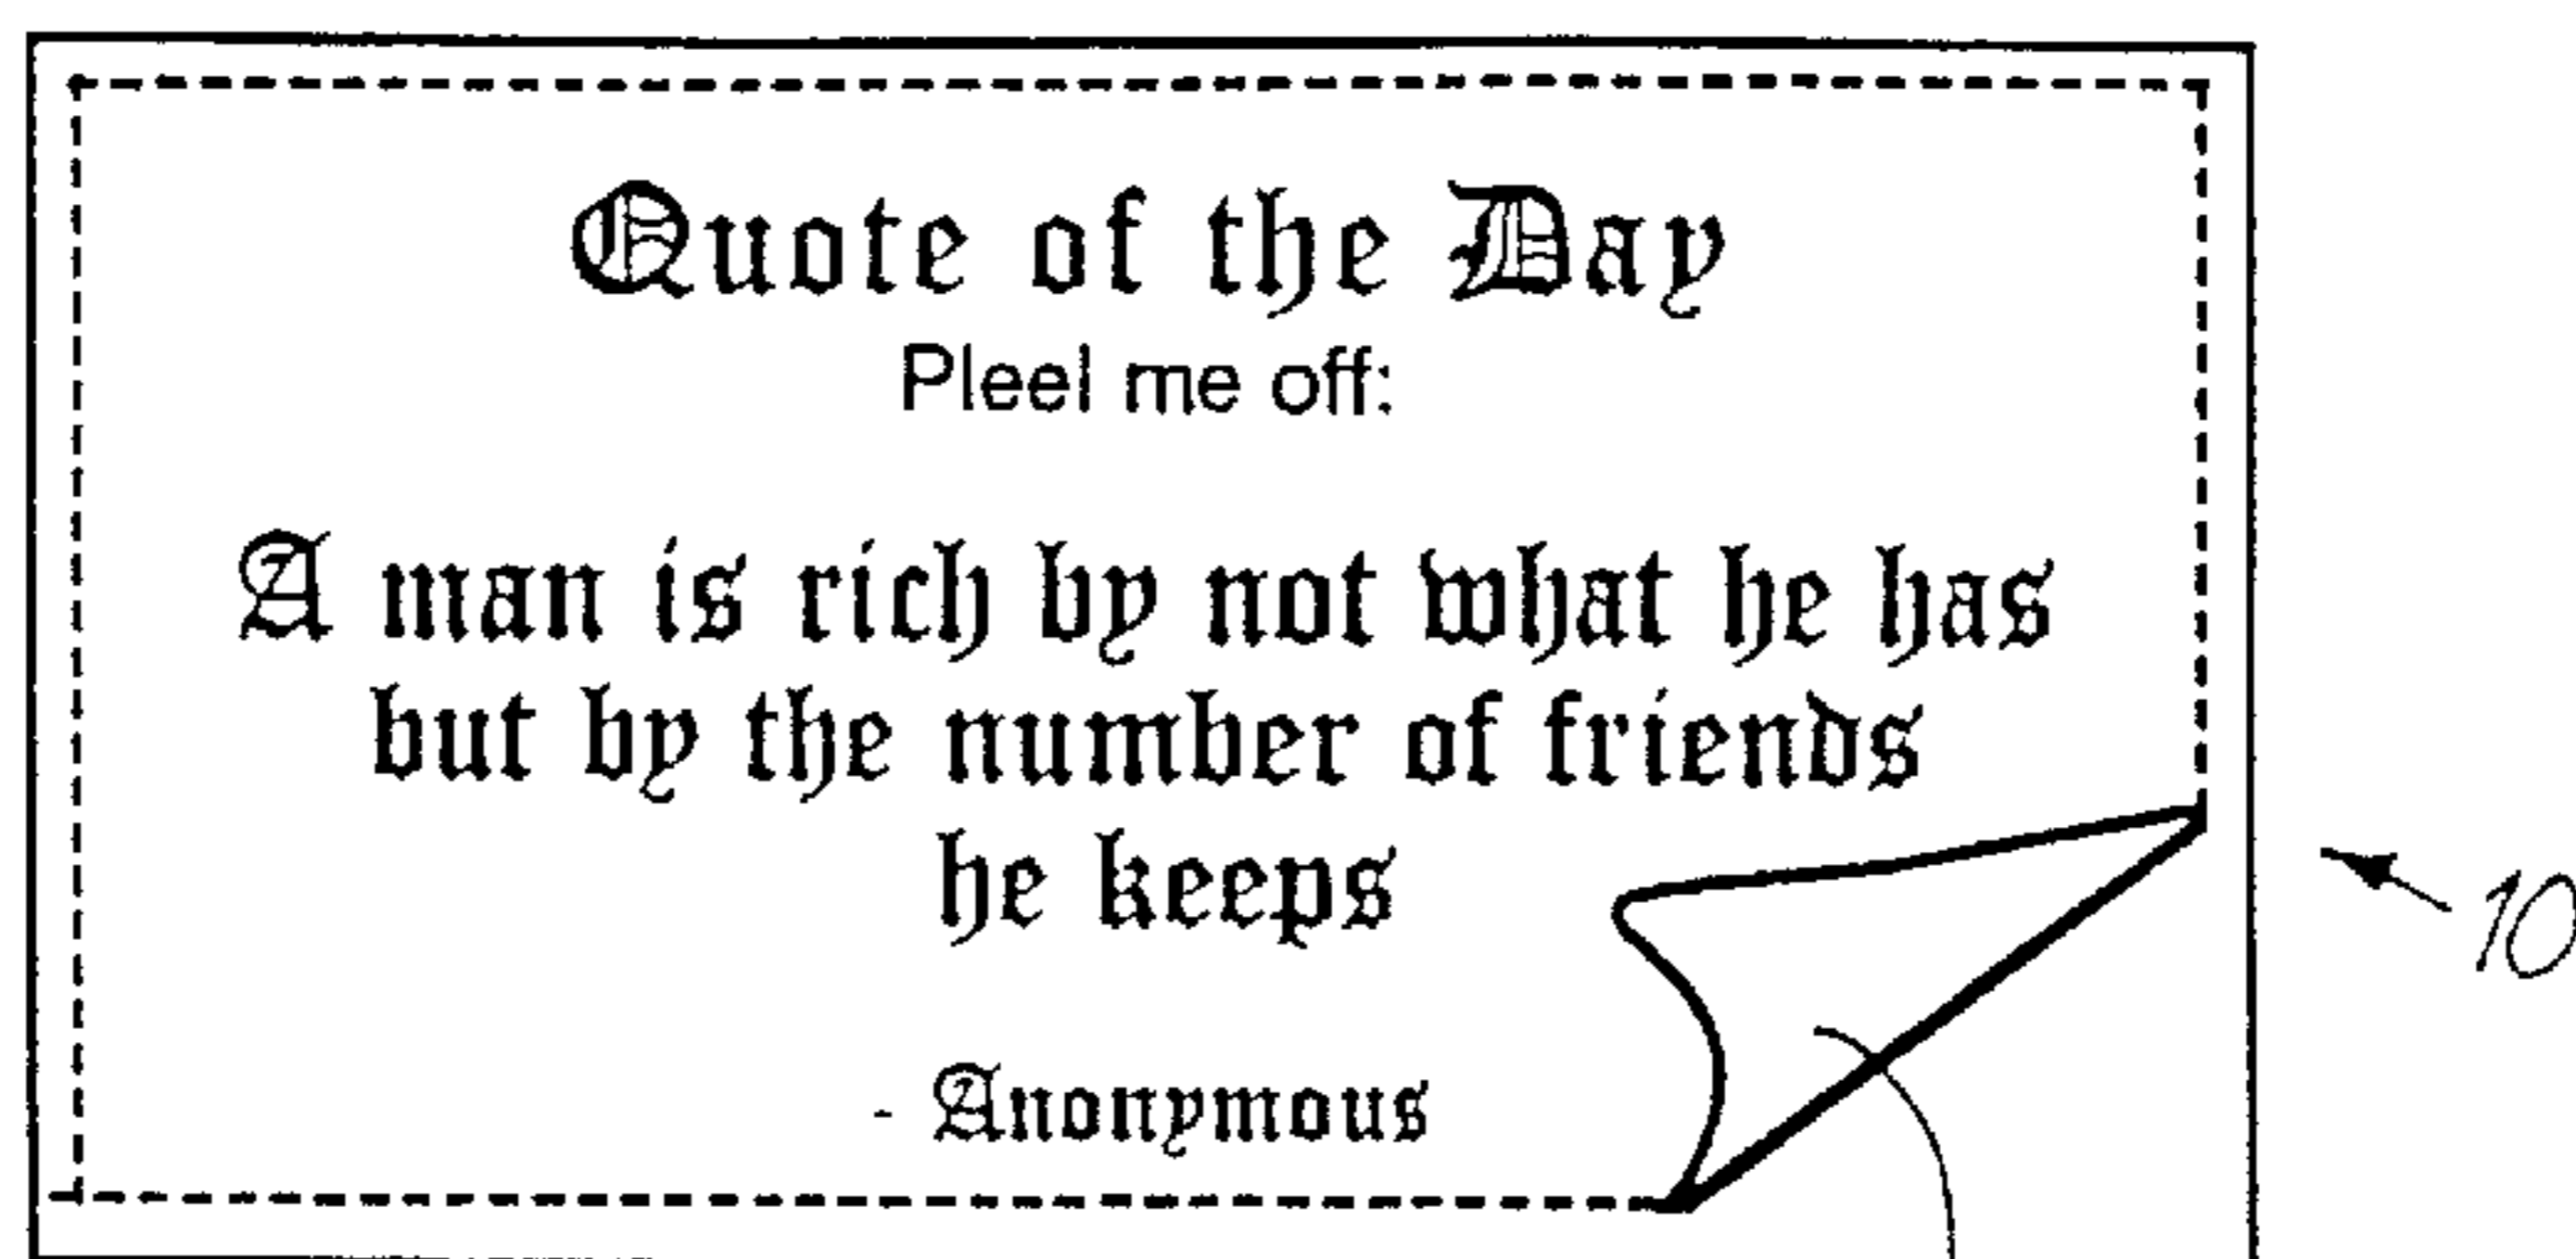 Quote of the Day
Pleel me off:
A man is rich by not what he has
but by the number of friends
he keeps
10
- Anonymous